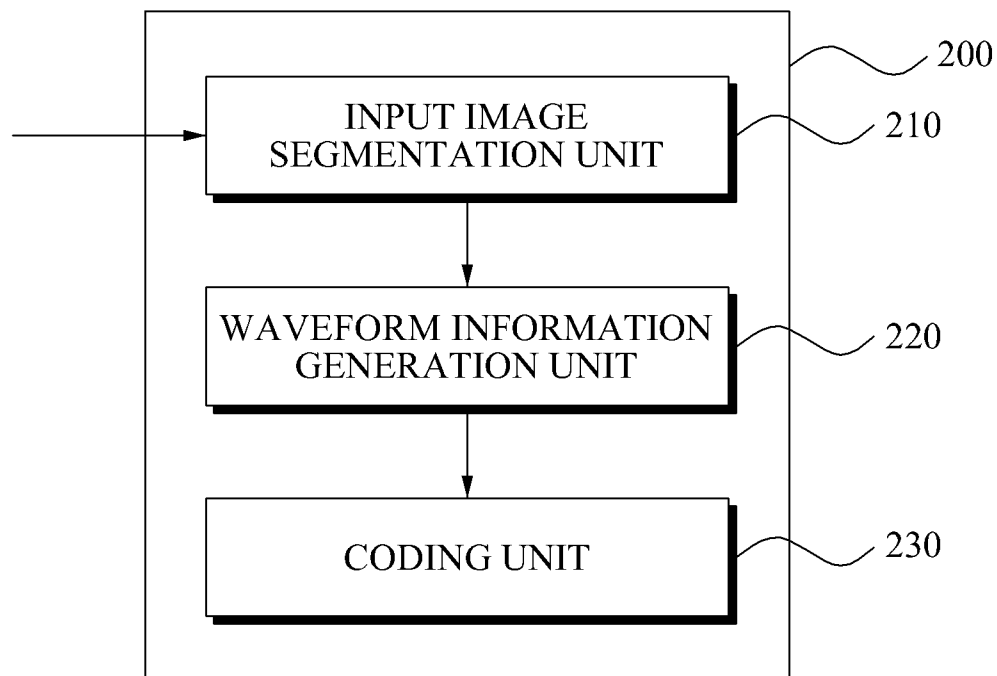 200
INPUT IMAGE
SEGMENTATION UNIT
210
WAVEFORM INFORMATION
GENERATION UNIT
220
CODING UNIT
230